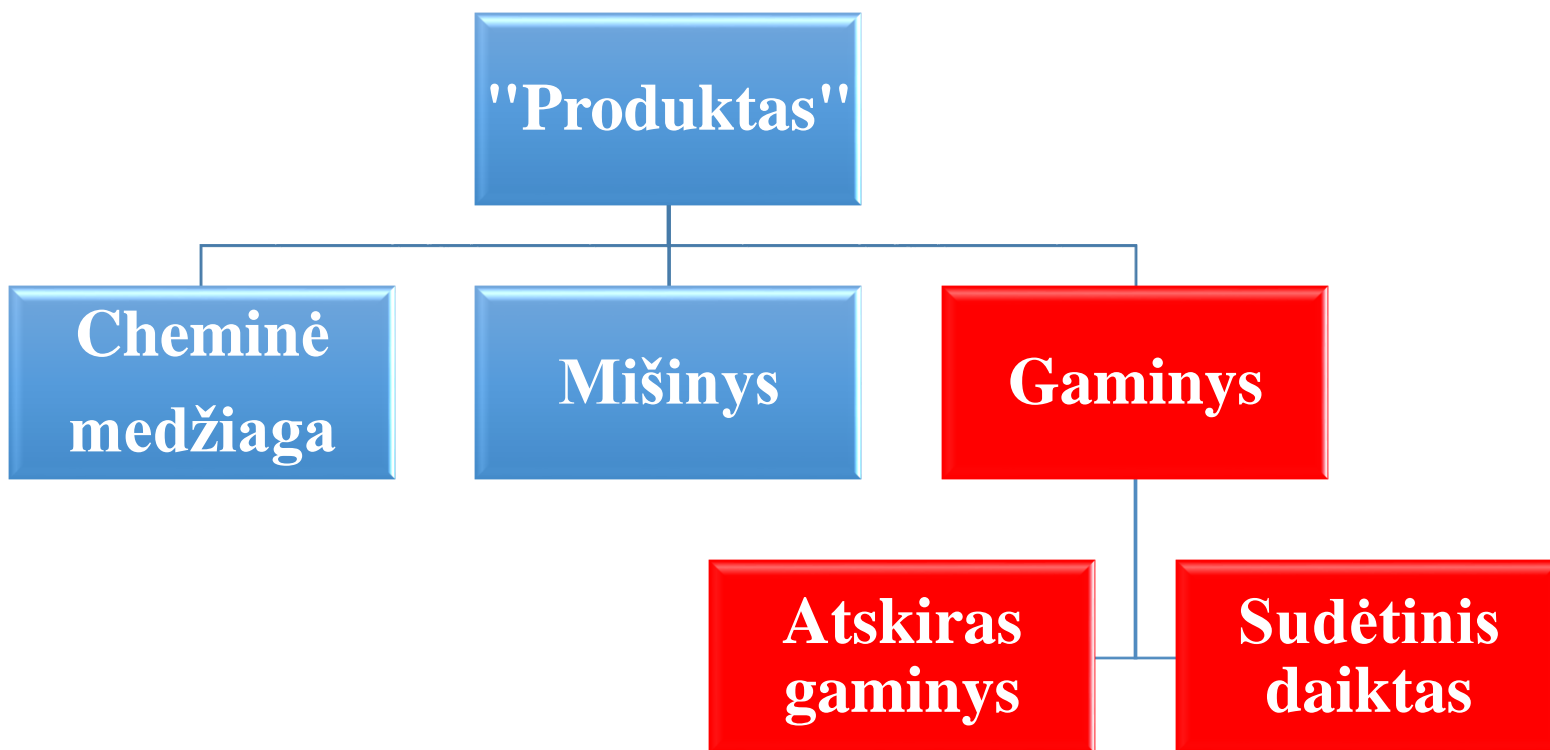 "Produktas"
Cheminė
medžiaga
Mišinys
Gaminys
Atskiras
gaminys
Sudėtinis
daiktas